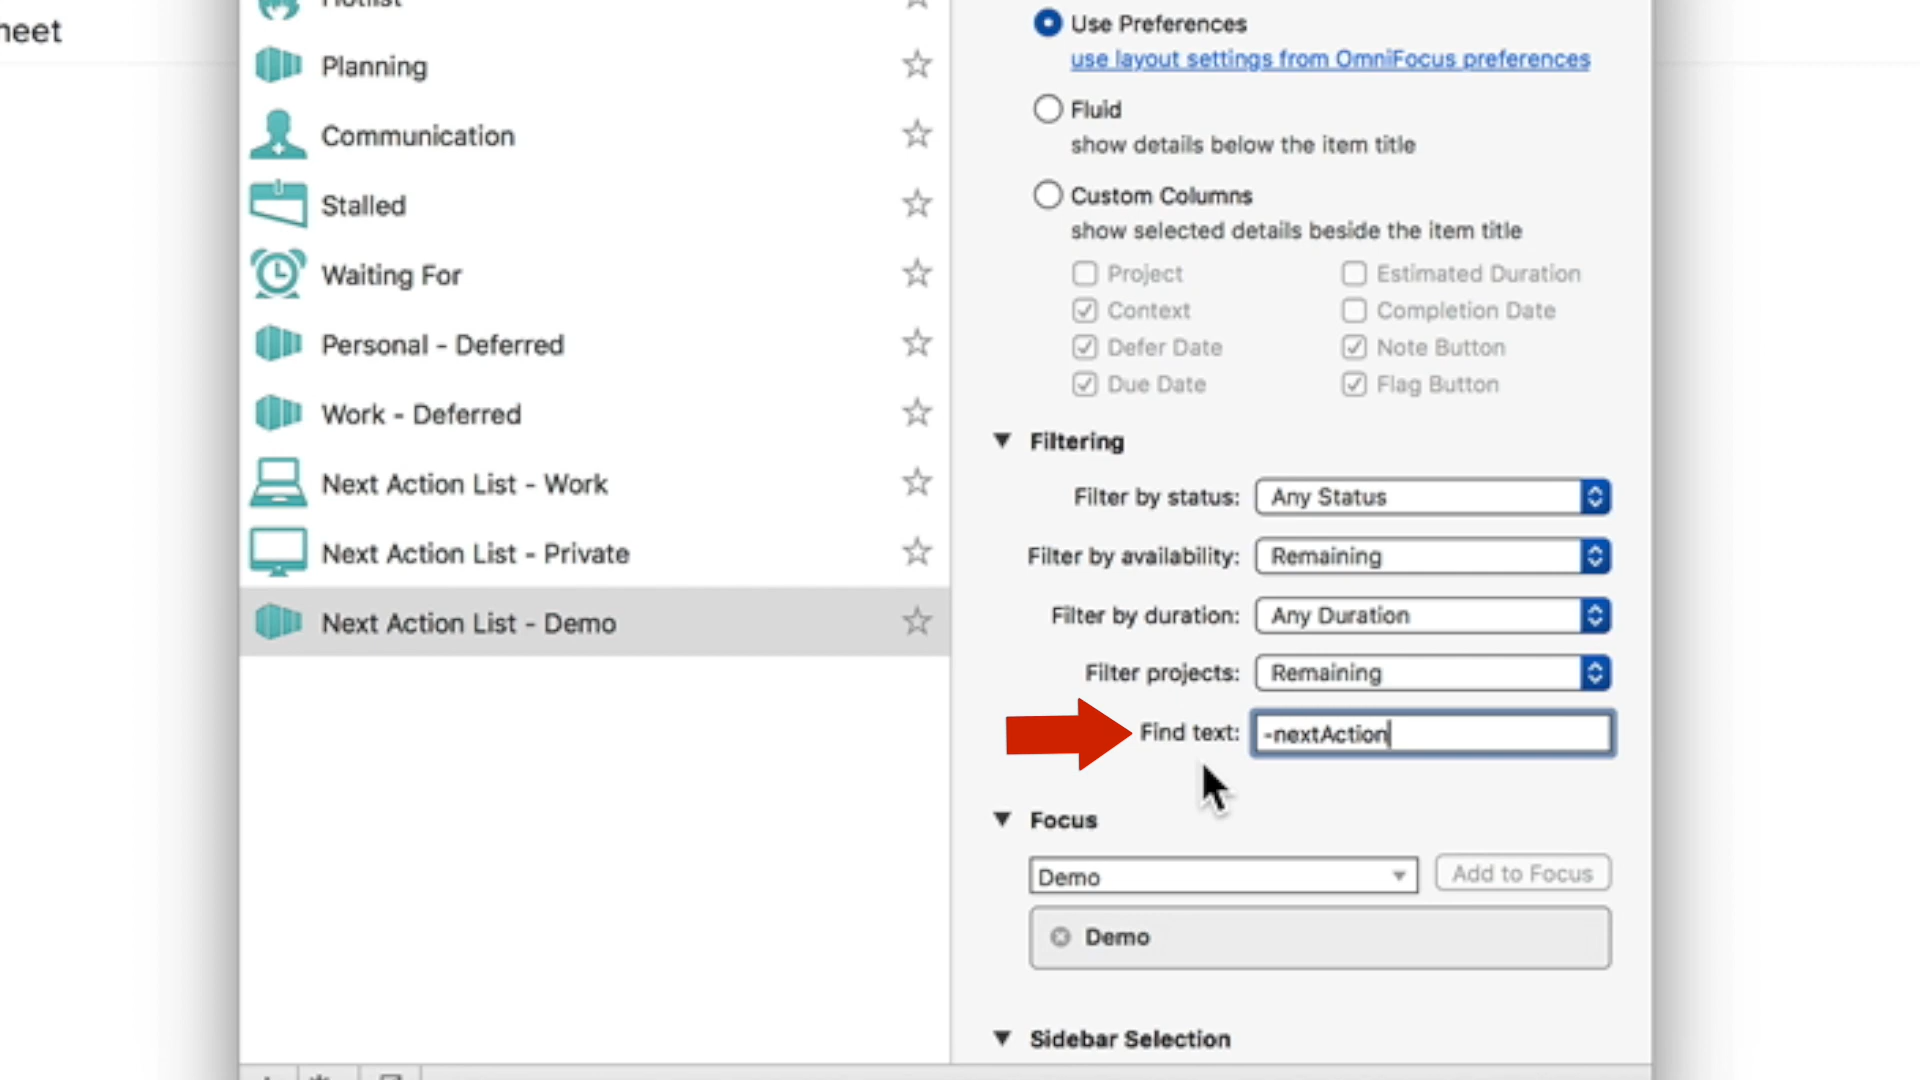 heet
Hotlist
Planning
Communication
Stalled
Waiting For
Personal - Deferred
Work - Deferred
Next Action List - Work
Next Action List - Private
Next Action List - Demo
Use Preferences
use layout settings from OmniFocus preferences
Fluid
show details below the item title
Custom Columns
show selected details beside the item title
Project
Estimated Duration
Context
Completion Date
Defer Date
Note Button
Due Date
Flag Button
Filtering
Filter by status: Any Status
Filter by availability: Remaining
Filter by duration: Any Duration
Filter projects: Remaining
Find text: -nextAction
Focus
Demo
Add to Focus
Demo
Sidebar Selection